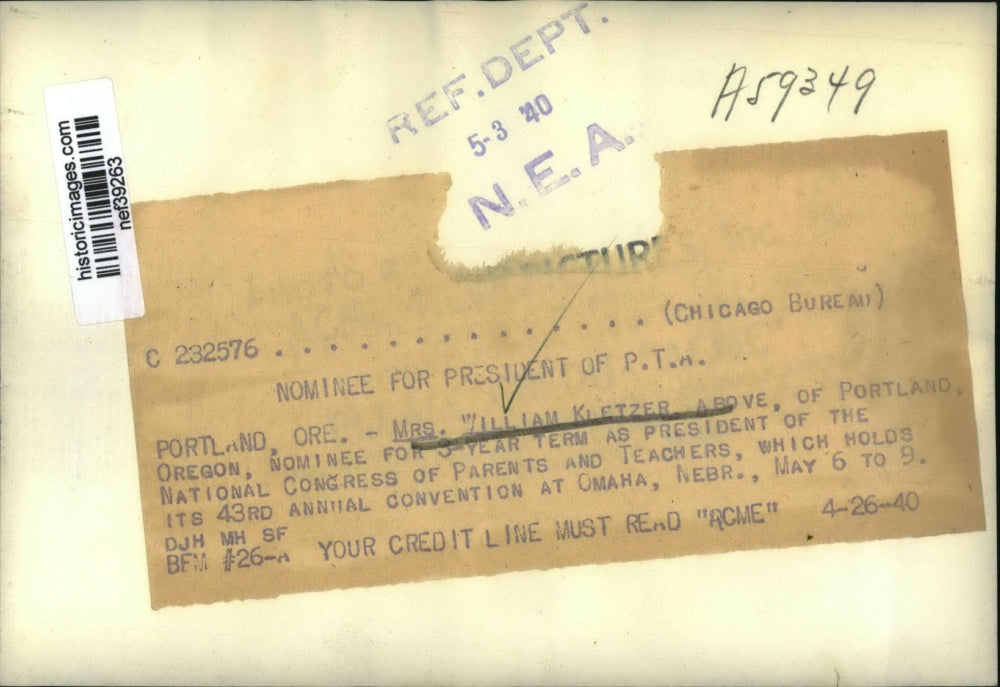 REF. DEPT.
5-3 '40
N. E. A.
A59349
historicimages.com
nef39263
C 232576 . . . . . . . . . . . . . . (CHICAGO BUREAU)
NOMINEE FOR PRESIDENT OF P.T.A.
PORTLAND, ORE. - MRS. WILLIAM KLETZER, ABOVE, OF PORTLAND,
OREGON, NOMINEE FOR 3-YEAR TERM AS PRESIDENT OF THE
NATIONAL CONGRESS OF PARENTS AND TEACHERS, WHICH HOLDS
ITS 43RD ANNUAL CONVENTION AT OMAHA, NEBR., MAY 6 TO 9.
DJH MH SF
BFM #26-A YOUR CREDIT LINE MUST READ "ACME" 4-26-40